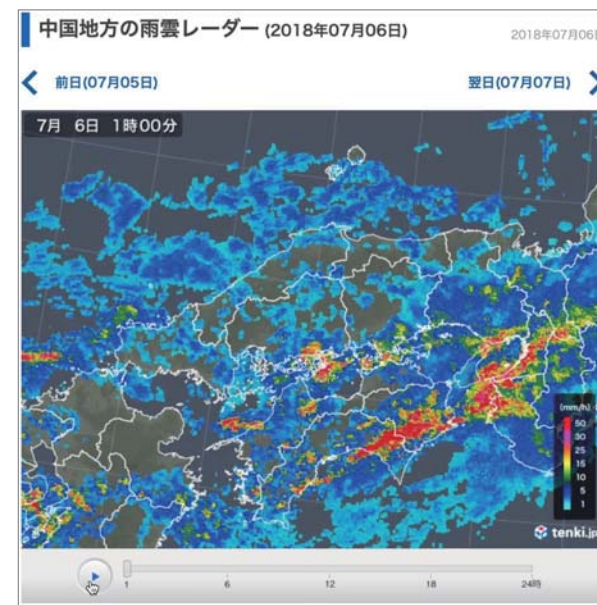 中国地方の雨雲レーダー (2018年07月06日)
2018年07月06日
前日(07月05日)
翌日(07月07日)
7月 6日 1時00分
(mm/h)
50
30
25
20
15
10
5
1
tenki.jp
1 6 12 18 24時